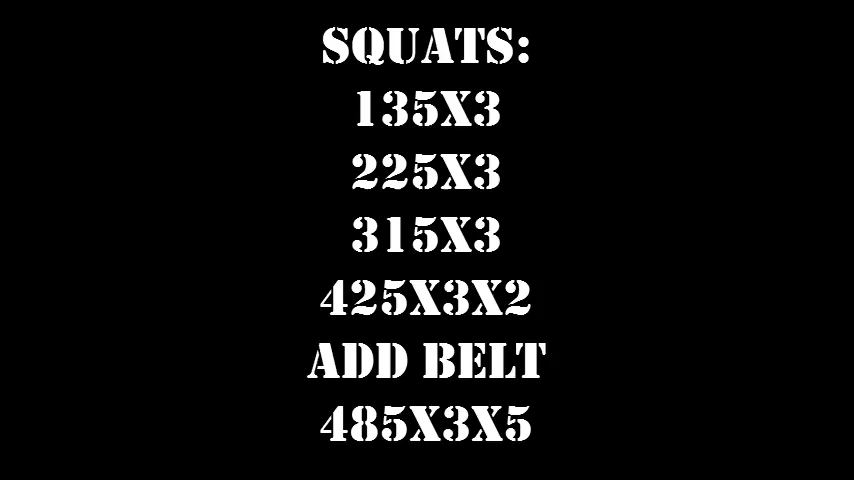 SQUATS:
135X3
225X3
315X3
425X3X2
ADD BELT
485X3X5